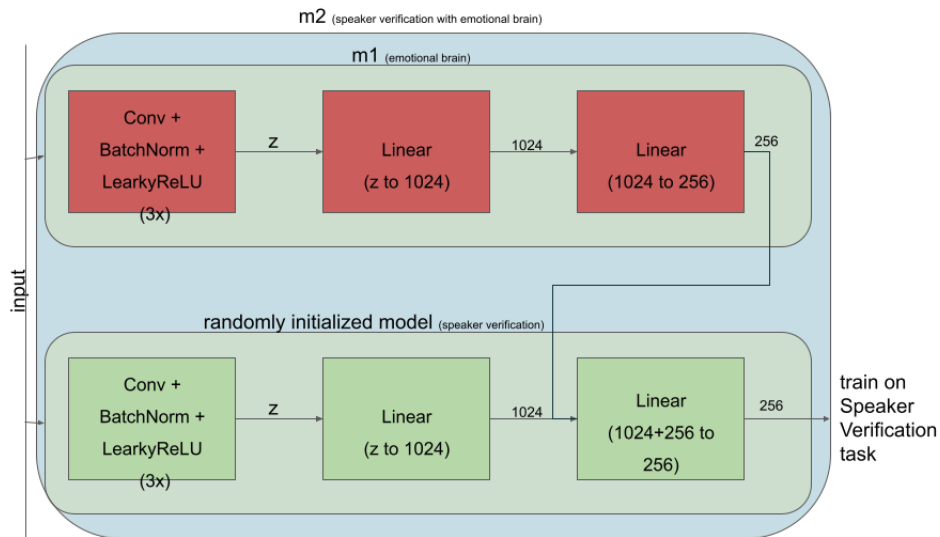 m2 (speaker verification with emotional brain)
m1 (emotional brain)
Conv +
BatchNorm +
LearkyReLU
(3x)
z
Linear
(z to 1024)
1024
Linear
(1024 to 256)
256
input
randomly initialized model (speaker verification)
Conv +
BatchNorm +
LearkyReLU
(3x)
z
Linear
(z to 1024)
1024
Linear
(1024+256 to
256)
256
train on
Speaker
Verification
task